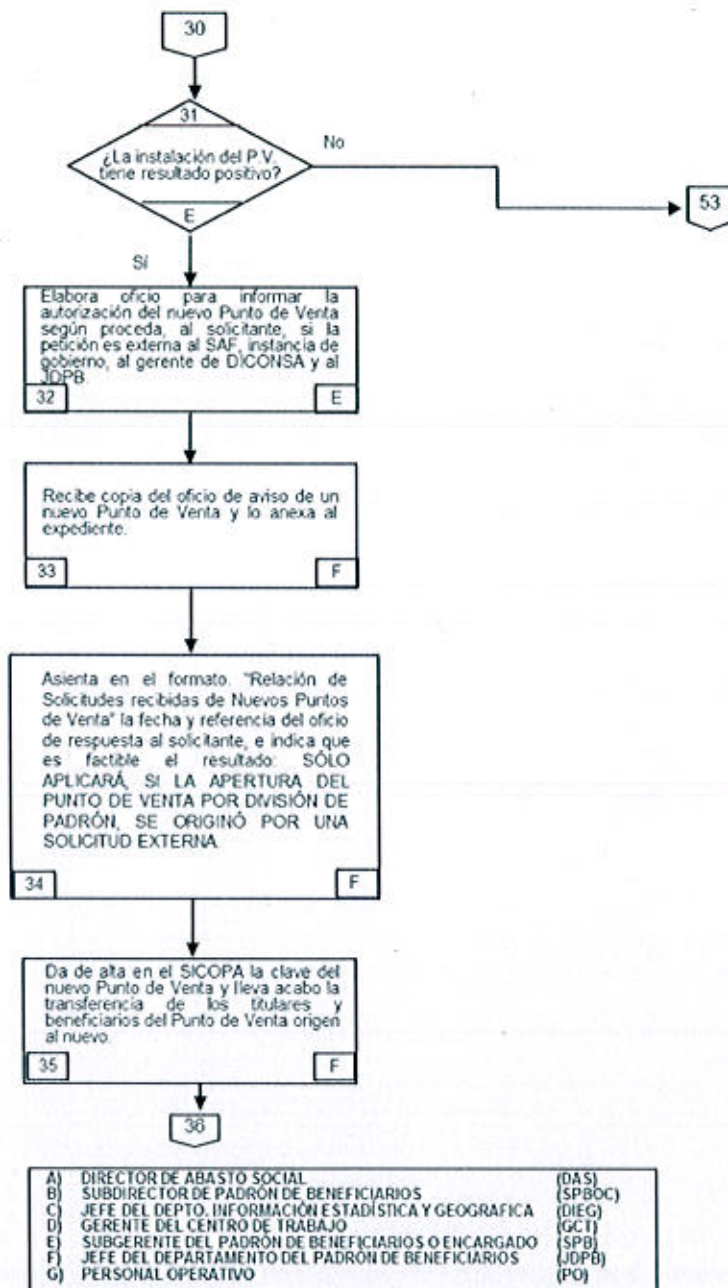 30
31
¿La instalación del P.V.
tiene resultado positivo?
E
No
53
Sí
Elabora oficio para informar la
autorización del nuevo Punto de Venta
según proceda, al solicitante, si la
petición es externa al SAF, instancia de
gobierno, al gerente de DICONSA y al
JDPB.
32 E
Recibe copia del oficio de aviso de un
nuevo Punto de Venta y lo anexa al
expediente.
33 F
Asienta en el formato. "Relación de
Solicitudes recibidas de Nuevos Puntos
de Venta" la fecha y referencia del oficio
de respuesta al solicitante, e indica que
es factible el resultado: SÓLO
APLICARÁ, SI LA APERTURA DEL
PUNTO DE VENTA POR DIVISIÓN DE
PADRÓN, SE ORIGINÓ POR UNA
SOLICITUD EXTERNA.
34 F
Da de alta en el SICOPA la clave del
nuevo Punto de Venta y lleva acabo la
transferencia de los titulares y
beneficiarios del Punto de Venta origen
al nuevo.
35 F
36
A) DIRECTOR DE ABASTO SOCIAL (DAS)
B) SUBDIRECTOR DE PADRÓN DE BENEFICIARIOS (SPBOC)
C) JEFE DEL DEPTO. INFORMACIÓN ESTADÍSTICA Y GEOGRAFICA (DIEG)
D) GERENTE DEL CENTRO DE TRABAJO (GCT)
E) SUBGERENTE DEL PADRÓN DE BENEFICIARIOS O ENCARGADO (SPB)
F) JEFE DEL DEPARTAMENTO DEL PADRÓN DE BENEFICIARIOS (JDPB)
G) PERSONAL OPERATIVO (PO)